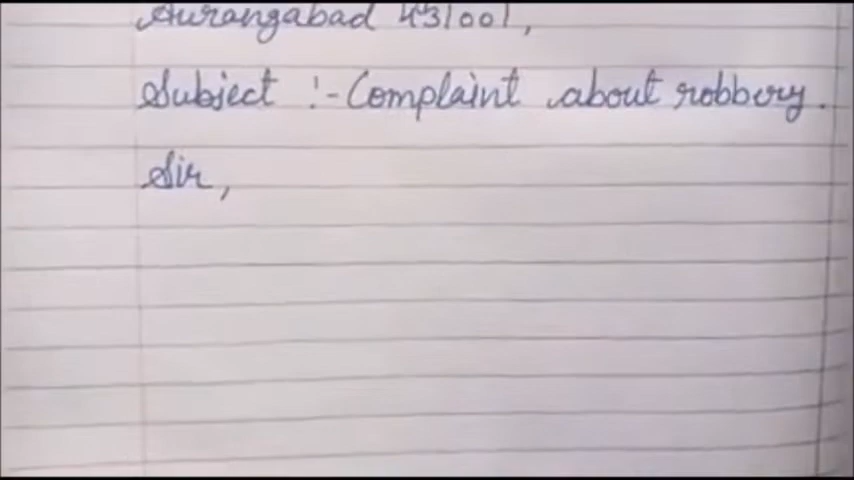 Aurangabad 431001,
Subject :- Complaint about robbery.
Sir,